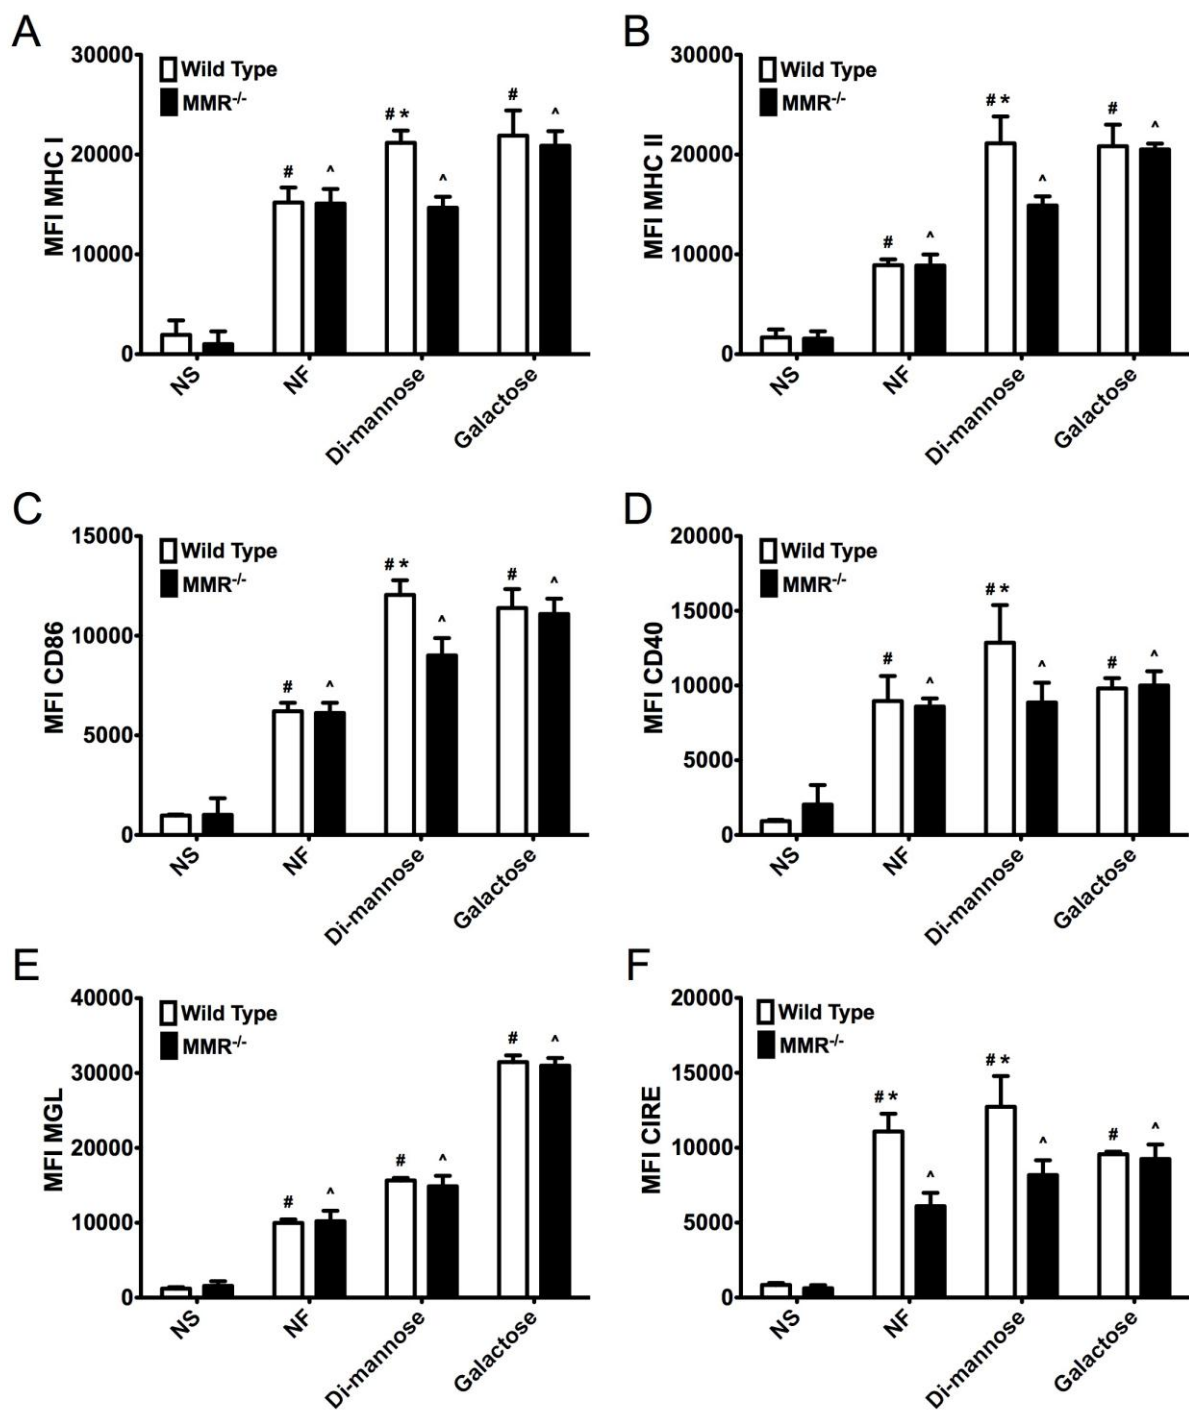 A
MFI MHC I
30000
20000
10000
0
Wild Type
MMR-/-
#
^
# *
^
#
^
NS
NF
Di-mannose
Galactose
B
MFI MHC II
30000
20000
10000
0
Wild Type
MMR-/-
#
^
# *
^
#
^
NS
NF
Di-mannose
Galactose
C
MFI CD86
15000
10000
5000
0
Wild Type
MMR-/-
#
^
# *
^
#
^
NS
NF
Di-mannose
Galactose
D
MFI CD40
20000
15000
10000
5000
0
Wild Type
MMR-/-
#
^
# *
^
#
^
NS
NF
Di-mannose
Galactose
E
MFI MGL
40000
30000
20000
10000
0
Wild Type
MMR-/-
#
^
#
^
#
^
NS
NF
Di-mannose
Galactose
F
MFI CIRE
20000
15000
10000
5000
0
Wild Type
MMR-/-
# *
^
# *
^
#
^
NS
NF
Di-mannose
Galactose